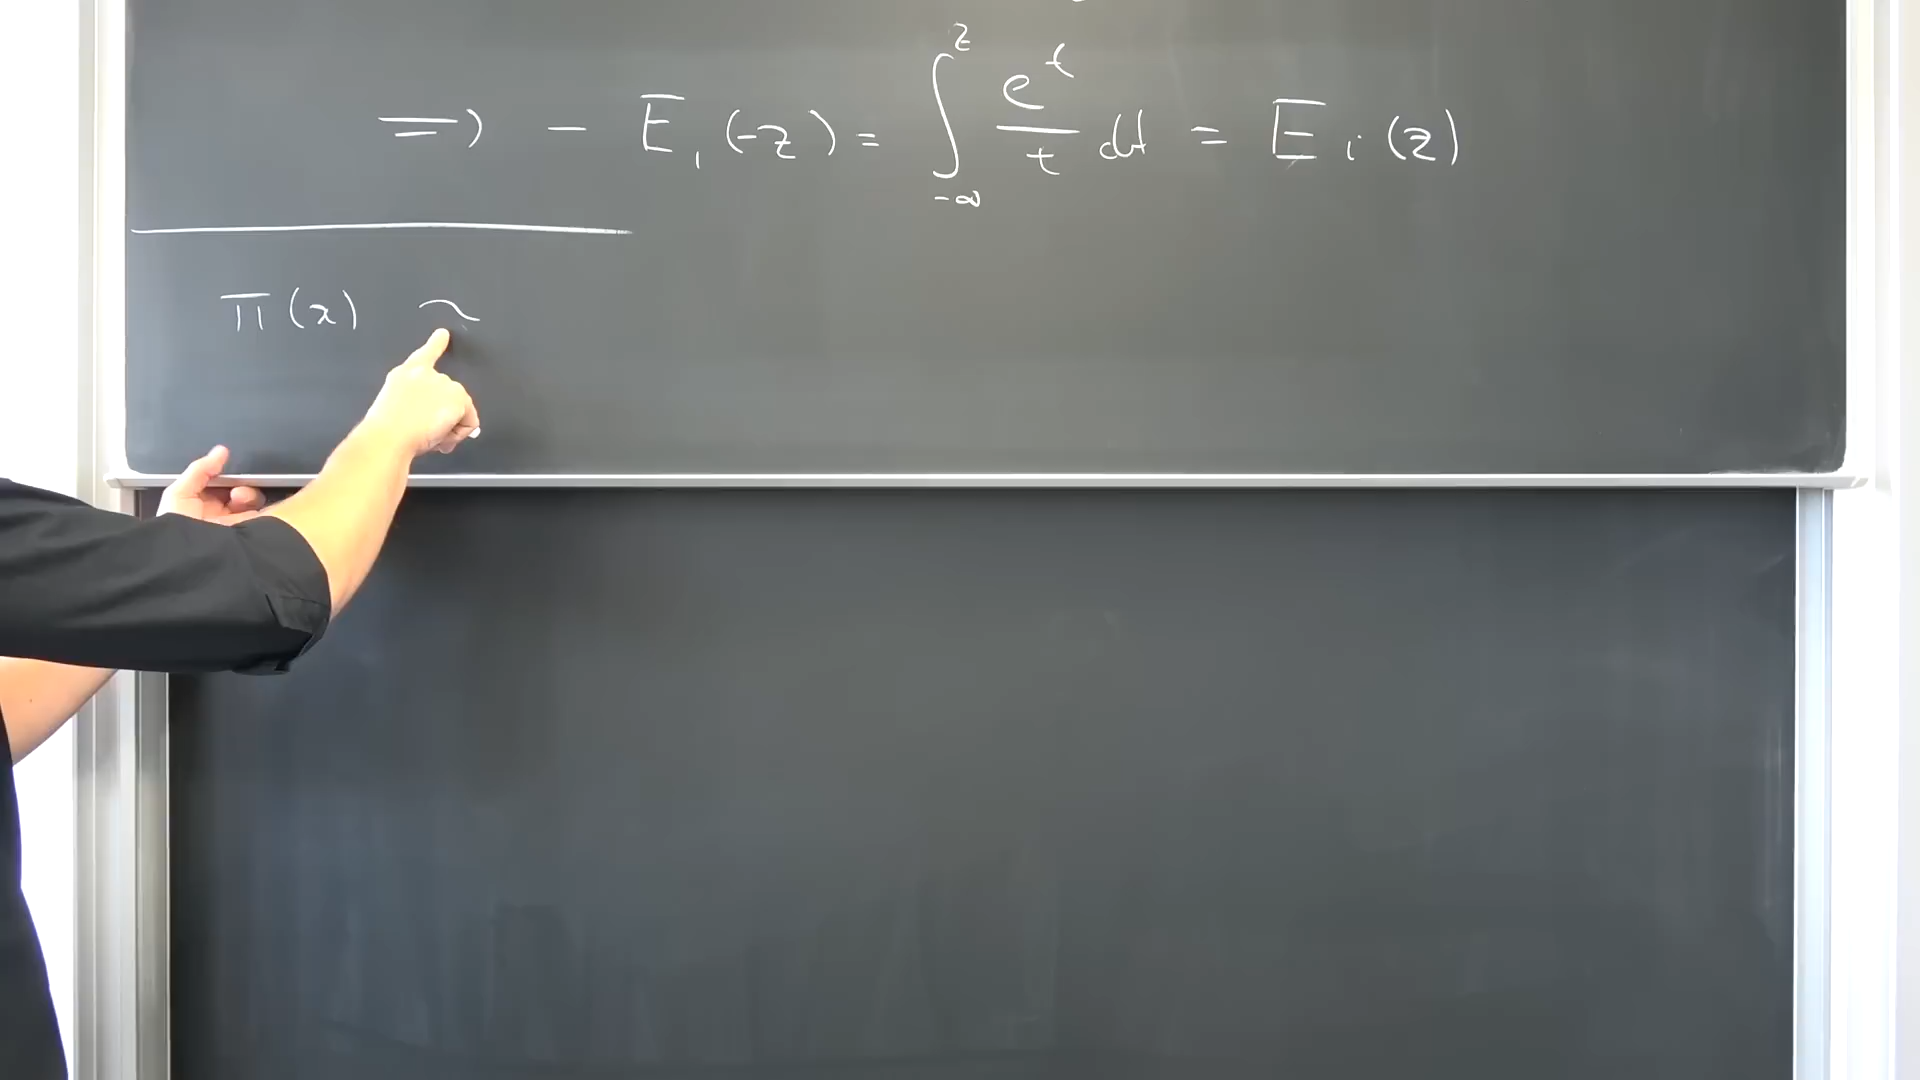 => - E₁(-z) = ∫_{-∞}^{z} e^t/t dt = Ei(z)
π(x) ~